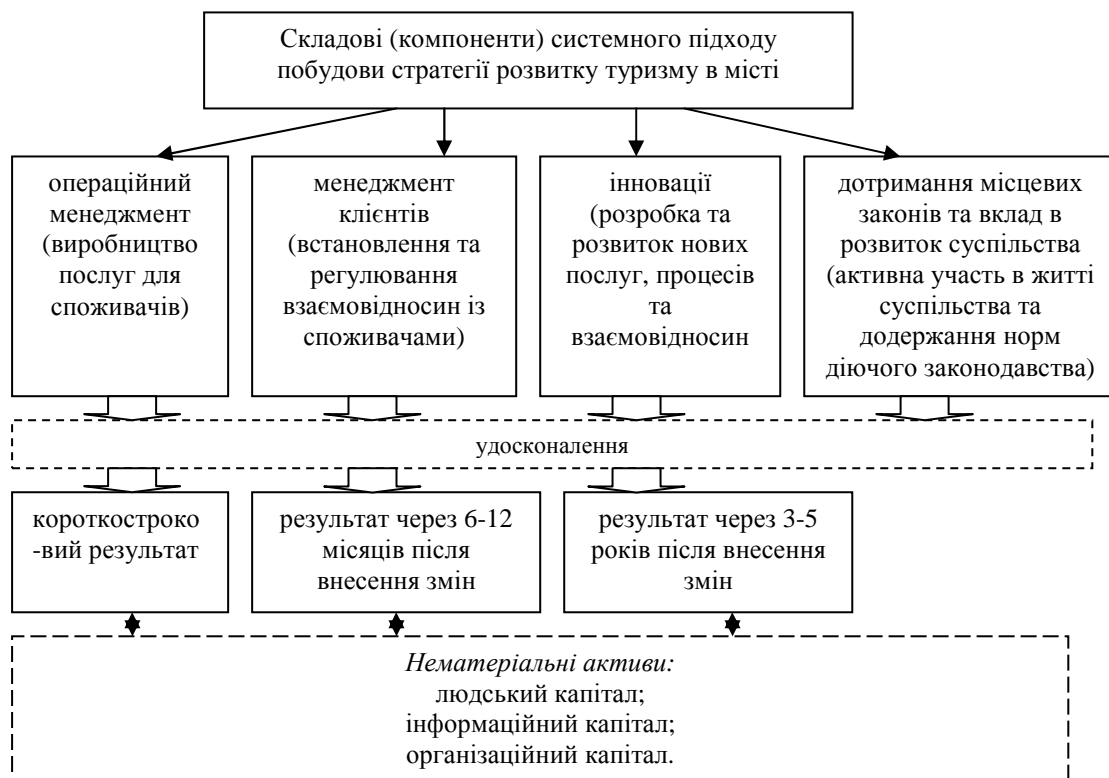 Складові (компоненти) системного підходу
побудови стратегії розвитку туризму в місті
операційний
менеджмент
(виробництво
послуг для
споживачів)
менеджмент
клієнтів
(встановлення та
регулювання
взаємовідносин із
споживачами)
інновації
(розробка та
розвиток нових
послуг, процесів
та
взаємовідносин
дотримання місцевих
законів та вклад в
розвиток суспільства
(активна участь в житті
суспільства та
додержання норм
діючого законодавства)
удосконалення
короткостроко
-вий результат
результат через 6-12
місяців після
внесення змін
результат через 3-5
років після внесення
змін
Нематеріальні активи:
людський капітал;
інформаційний капітал;
організаційний капітал.